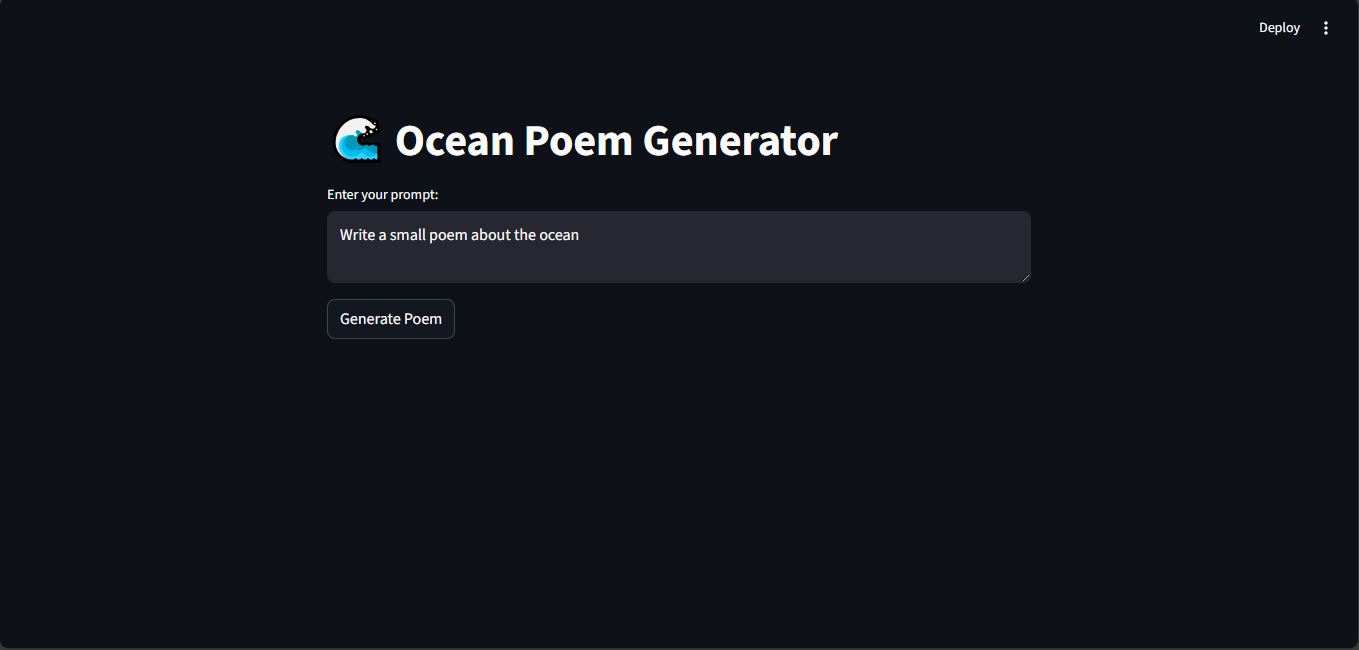 Deploy
Ocean Poem Generator
Enter your prompt:
Write a small poem about the ocean
Generate Poem